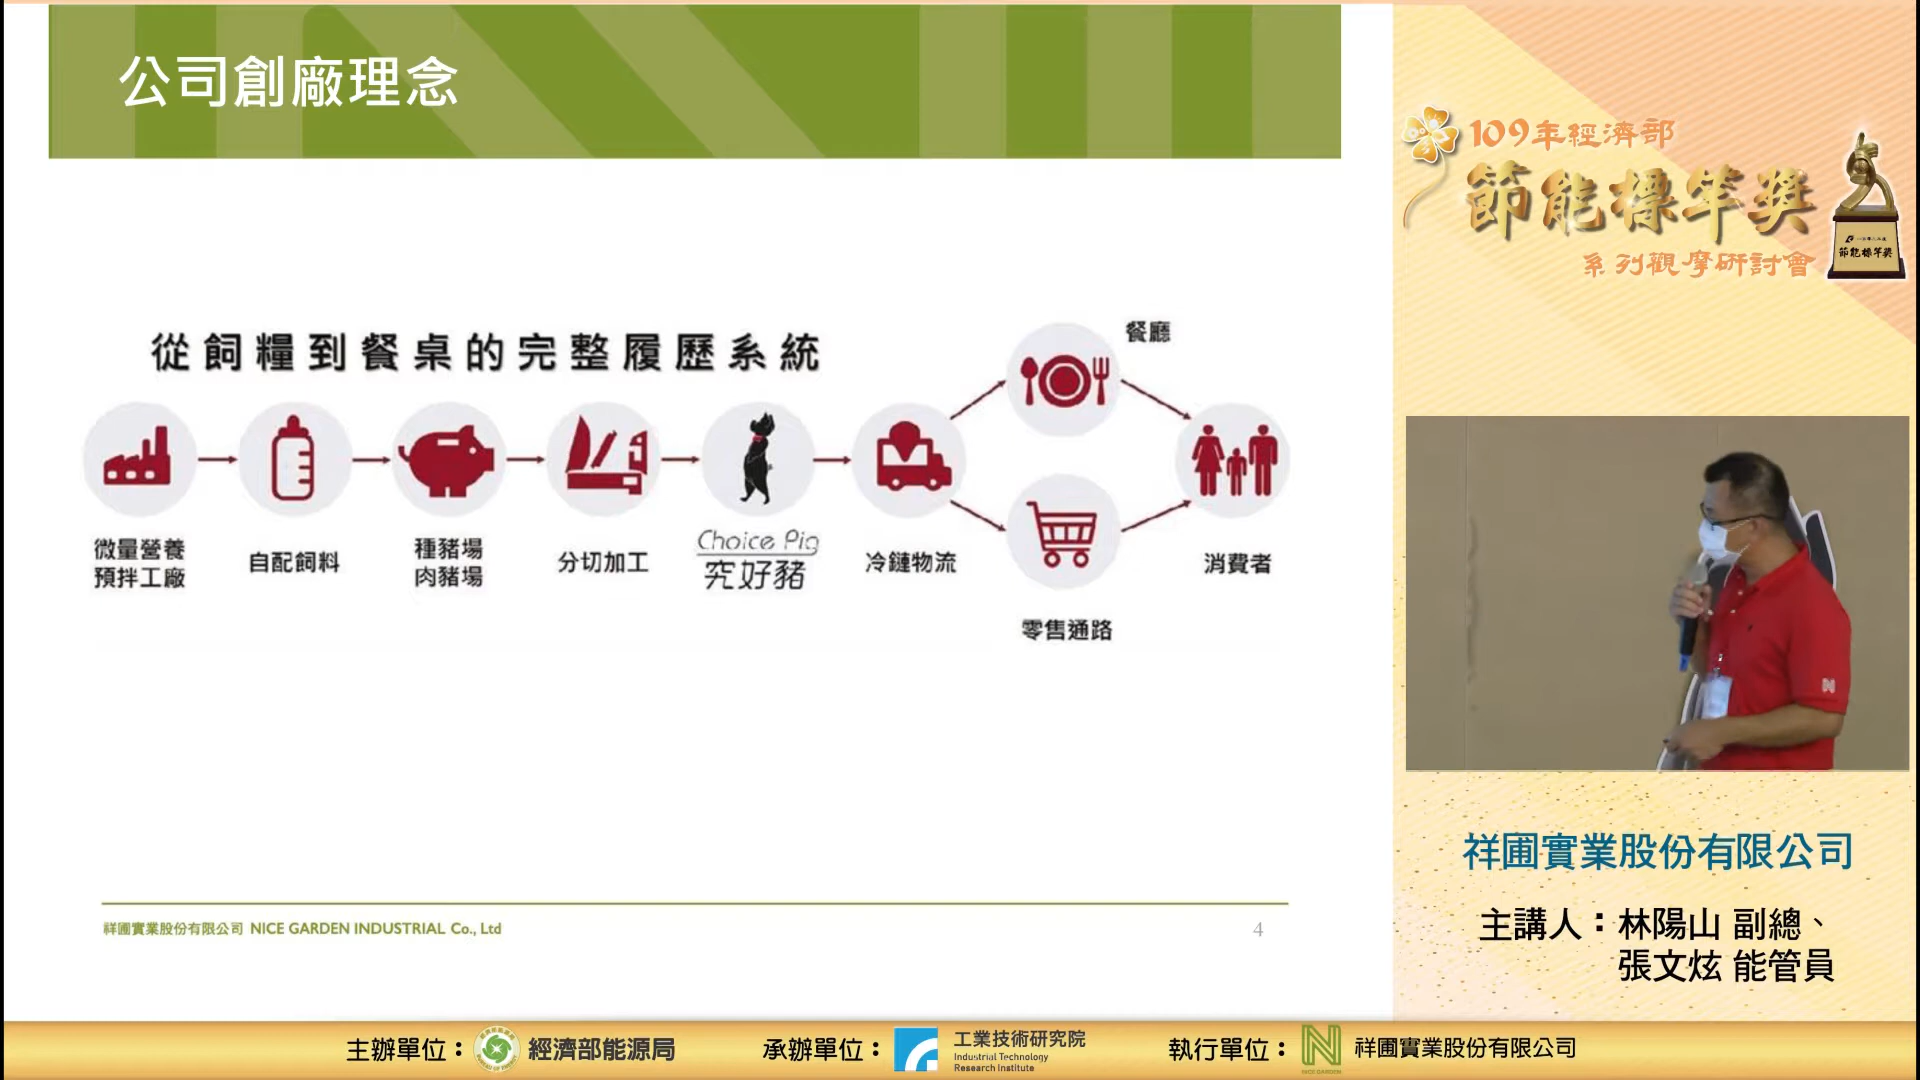 公司創廠理念
從飼糧到餐桌的完整履歷系統
微量營養
預拌工廠
自配飼料
種豬場
肉豬場
分切加工
Choice Pig
究好豬
冷鏈物流
餐廳
零售通路
消費者
祥圃實業股份有限公司 NICE GARDEN INDUSTRIAL Co., Ltd
4
109年經濟部
節能標竿獎
系列觀摩研討會
節能標竿獎
N
祥圃實業股份有限公司
主講人：林陽山 副總、
張文炫 能管員
主辦單位： 經濟部能源局
承辦單位： 工業技術研究院
Industrial Technology
Research Institute
執行單位： 祥圃實業股份有限公司
NICE GARDEN